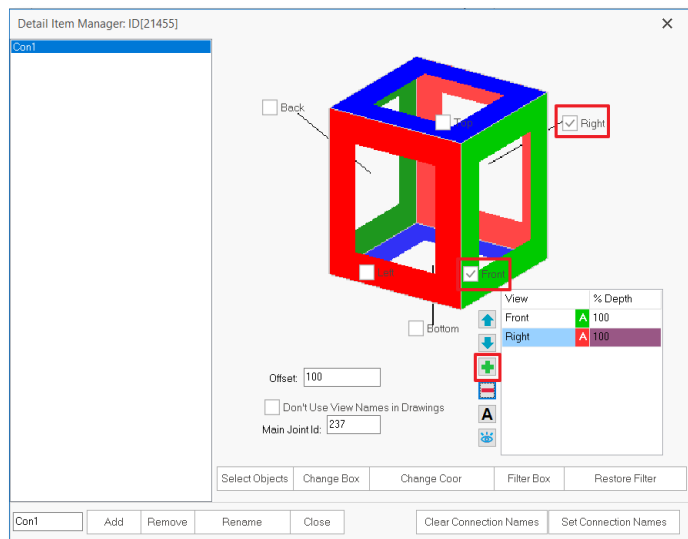 Detail Item Manager: ID[21455]
Con1
Back
Top
Right
Left
Front
Bottom
View % Depth
Front A 100
Right A 100
A
Offset: 100
Don't Use View Names in Drawings
Main Joint Id: 237
Select Objects Change Box Change Coor Filter Box Restore Filter
Con1 Add Remove Rename Close Clear Connection Names Set Connection Names